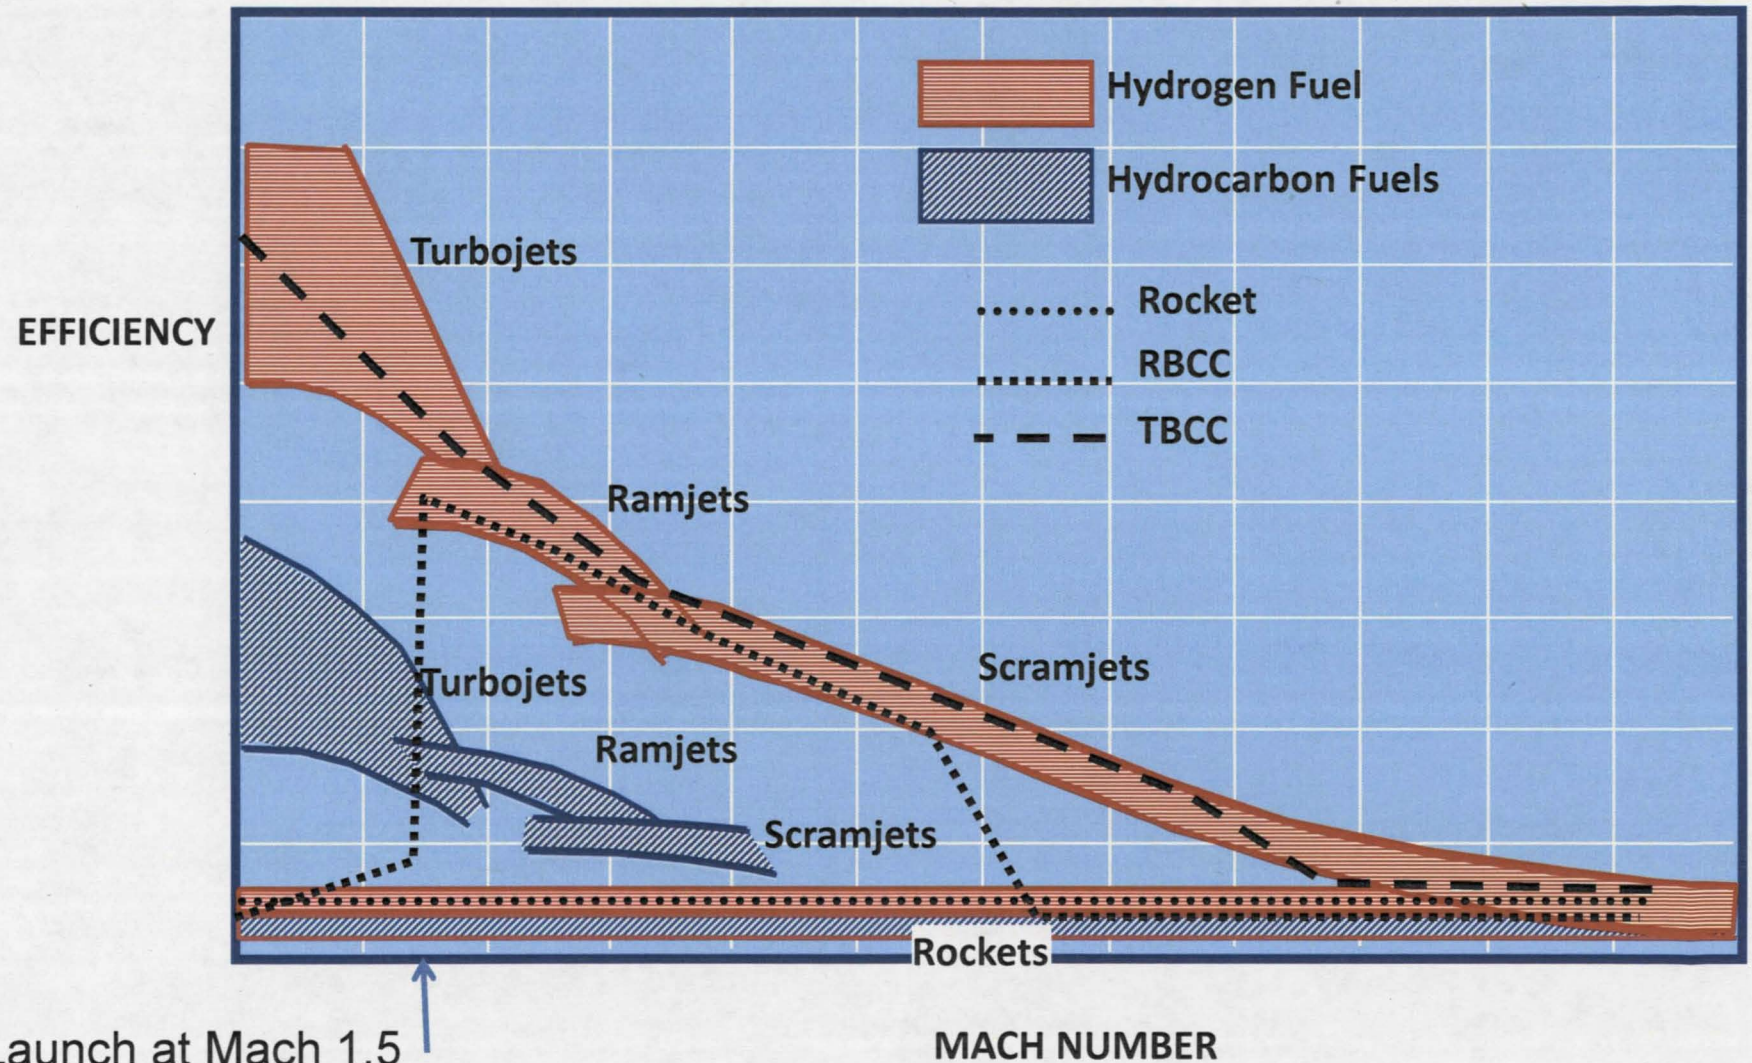 Hydrogen Fuel
Hydrocarbon Fuels
Turbojets
Rocket
EFFICIENCY
RBCC
TBCC
Ramjets
Scramjets
Turbojets
Ramjets
Scramjets
Rockets
MACH NUMBER
Launch at Mach 1.5